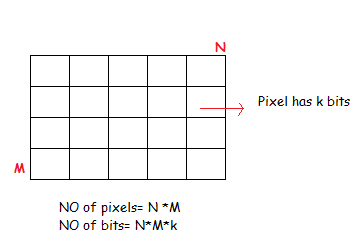 N
Pixel has k bits
M
NO of pixels= N *M
NO of bits= N*M*k